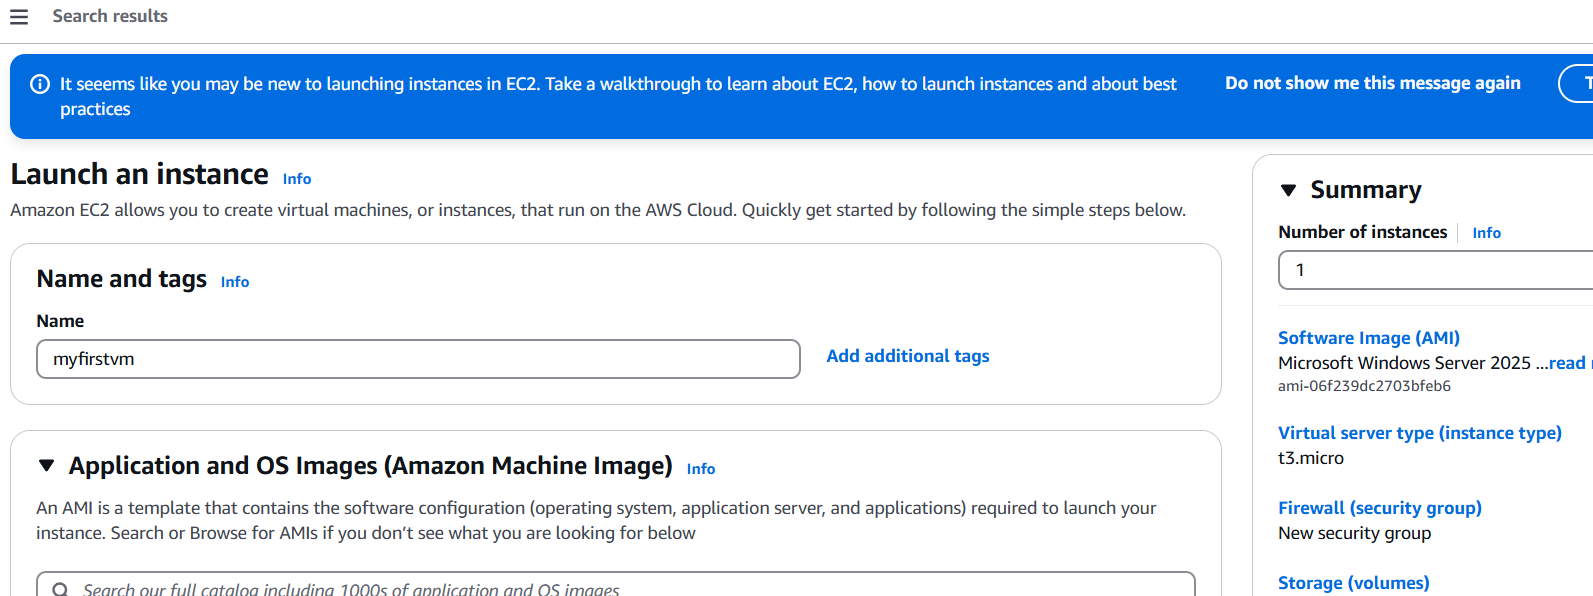 Search results
It seeems like you may be new to launching instances in EC2. Take a walkthrough to learn about EC2, how to launch instances and about best
practices
Do not show me this message again
Launch an instance Info
Amazon EC2 allows you to create virtual machines, or instances, that run on the AWS Cloud. Quickly get started by following the simple steps below.
Name and tags Info
Name
myfirstvm
Add additional tags
Application and OS Images (Amazon Machine Image) Info
An AMI is a template that contains the software configuration (operating system, application server, and applications) required to launch your
instance. Search or Browse for AMIs if you don’t see what you are looking for below
Search our full catalog including 1000s of application and OS images
Summary
Number of instances Info
1
Software Image (AMI)
Microsoft Windows Server 2025 ...read
ami-06f239dc2703bfeb6
Virtual server type (instance type)
t3.micro
Firewall (security group)
New security group
Storage (volumes)